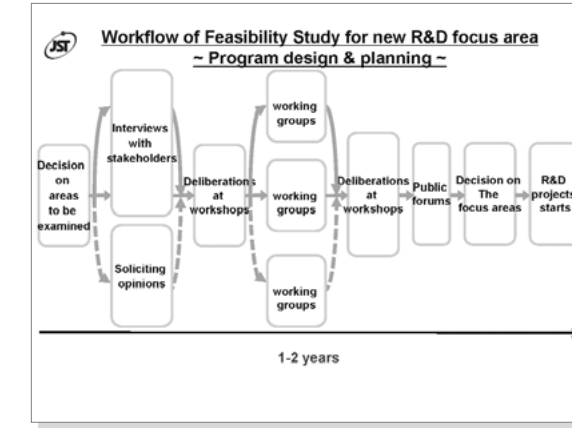 JST
Workflow of Feasibility Study for new R&D focus area
~ Program design & planning ~
Decision
on
areas
to be
examined
Interviews
with
stakeholders
Soliciting
opinions
Deliberations
at
workshops
working
groups
working
groups
working
groups
Deliberations
at
workshops
Public
forums
Decision on
The
focus areas
R&D
projects
starts
1-2 years